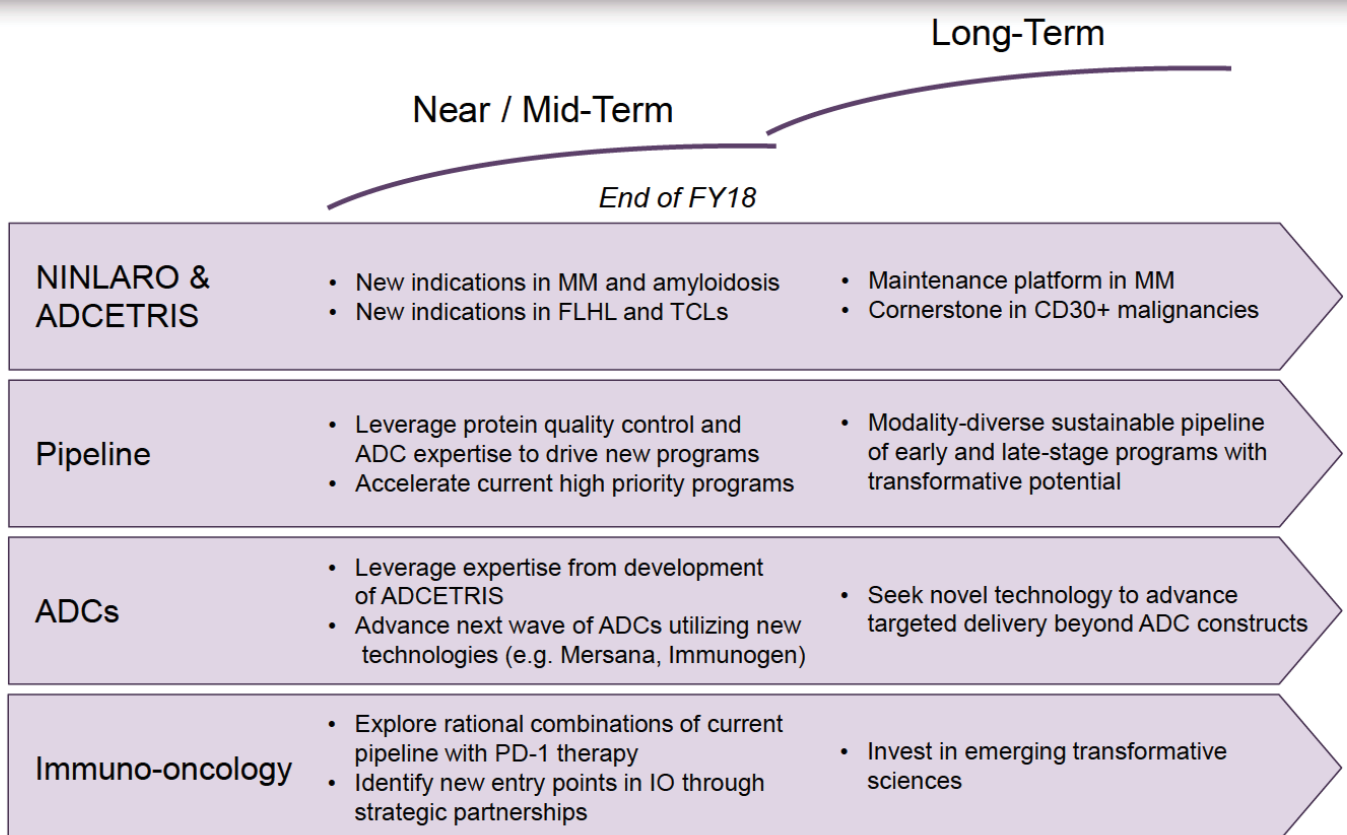 Long-Term
Near / Mid-Term
End of FY18
NINLARO &
ADCETRIS
• New indications in MM and amyloidosis
• New indications in FLHL and TCLs
• Maintenance platform in MM
• Cornerstone in CD30+ malignancies
Pipeline
• Leverage protein quality control and
ADC expertise to drive new programs
• Accelerate current high priority programs
• Modality-diverse sustainable pipeline
of early and late-stage programs with
transformative potential
ADCs
• Leverage expertise from development
of ADCETRIS
• Advance next wave of ADCs utilizing new
technologies (e.g. Mersana, Immunogen)
• Seek novel technology to advance
targeted delivery beyond ADC constructs
Immuno-oncology
• Explore rational combinations of current
pipeline with PD-1 therapy
• Identify new entry points in IO through
strategic partnerships
• Invest in emerging transformative
sciences